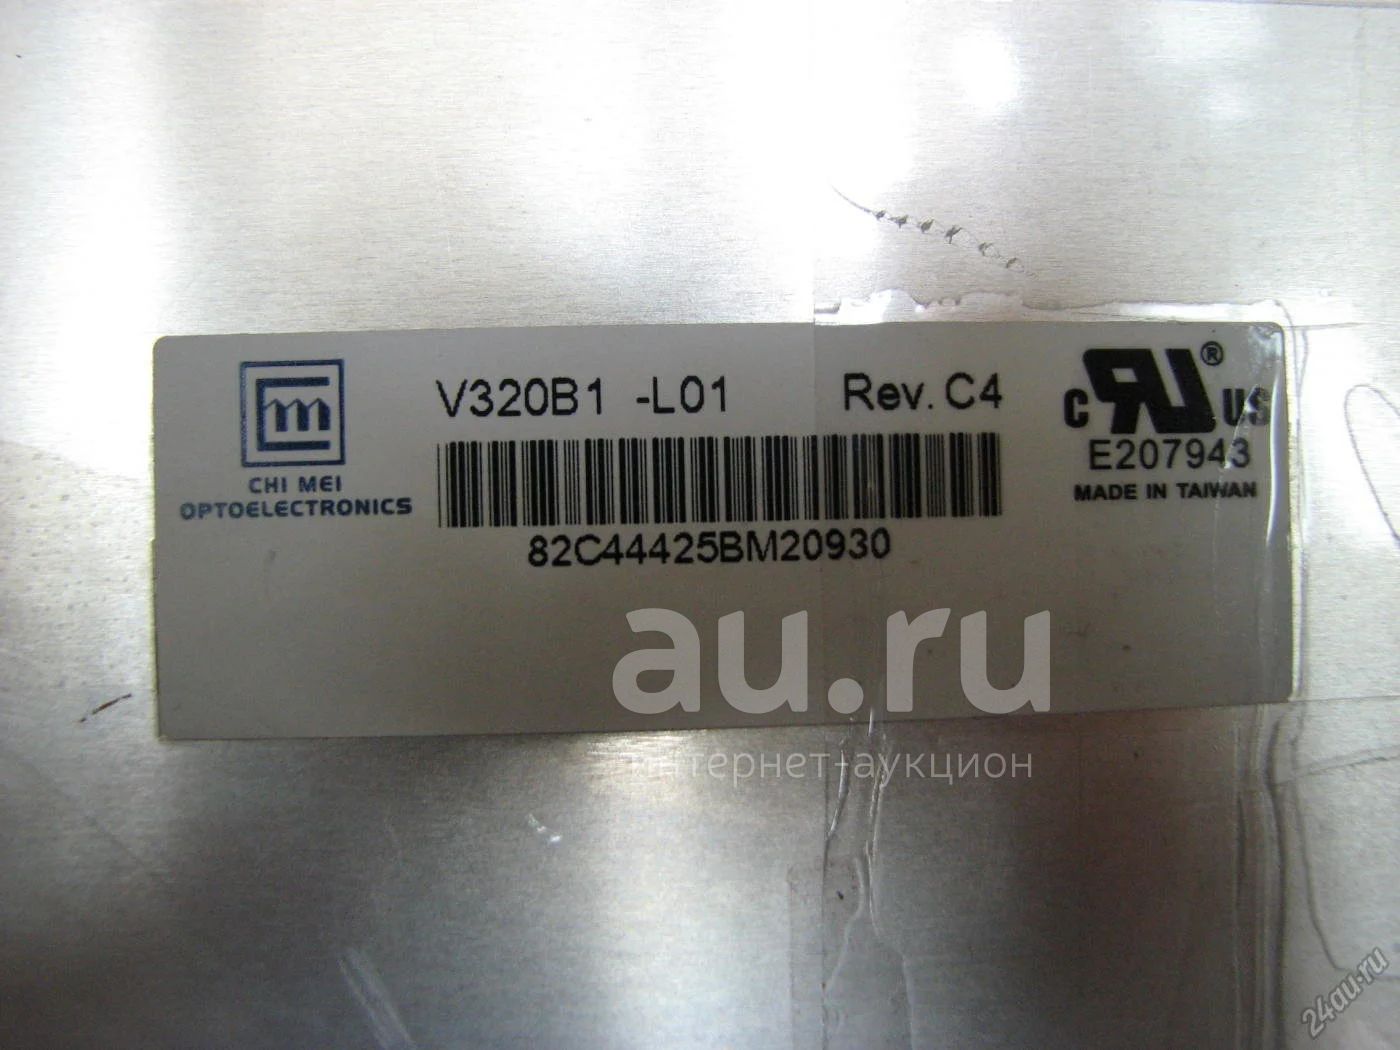 V320B1 -L01 Rev. C4
CHI MEI
OPTOELECTRONICS
82C44425BM20930
C UR ® US
E207943
MADE IN TAIWAN
au.ru
интернет-аукцион
24au.ru